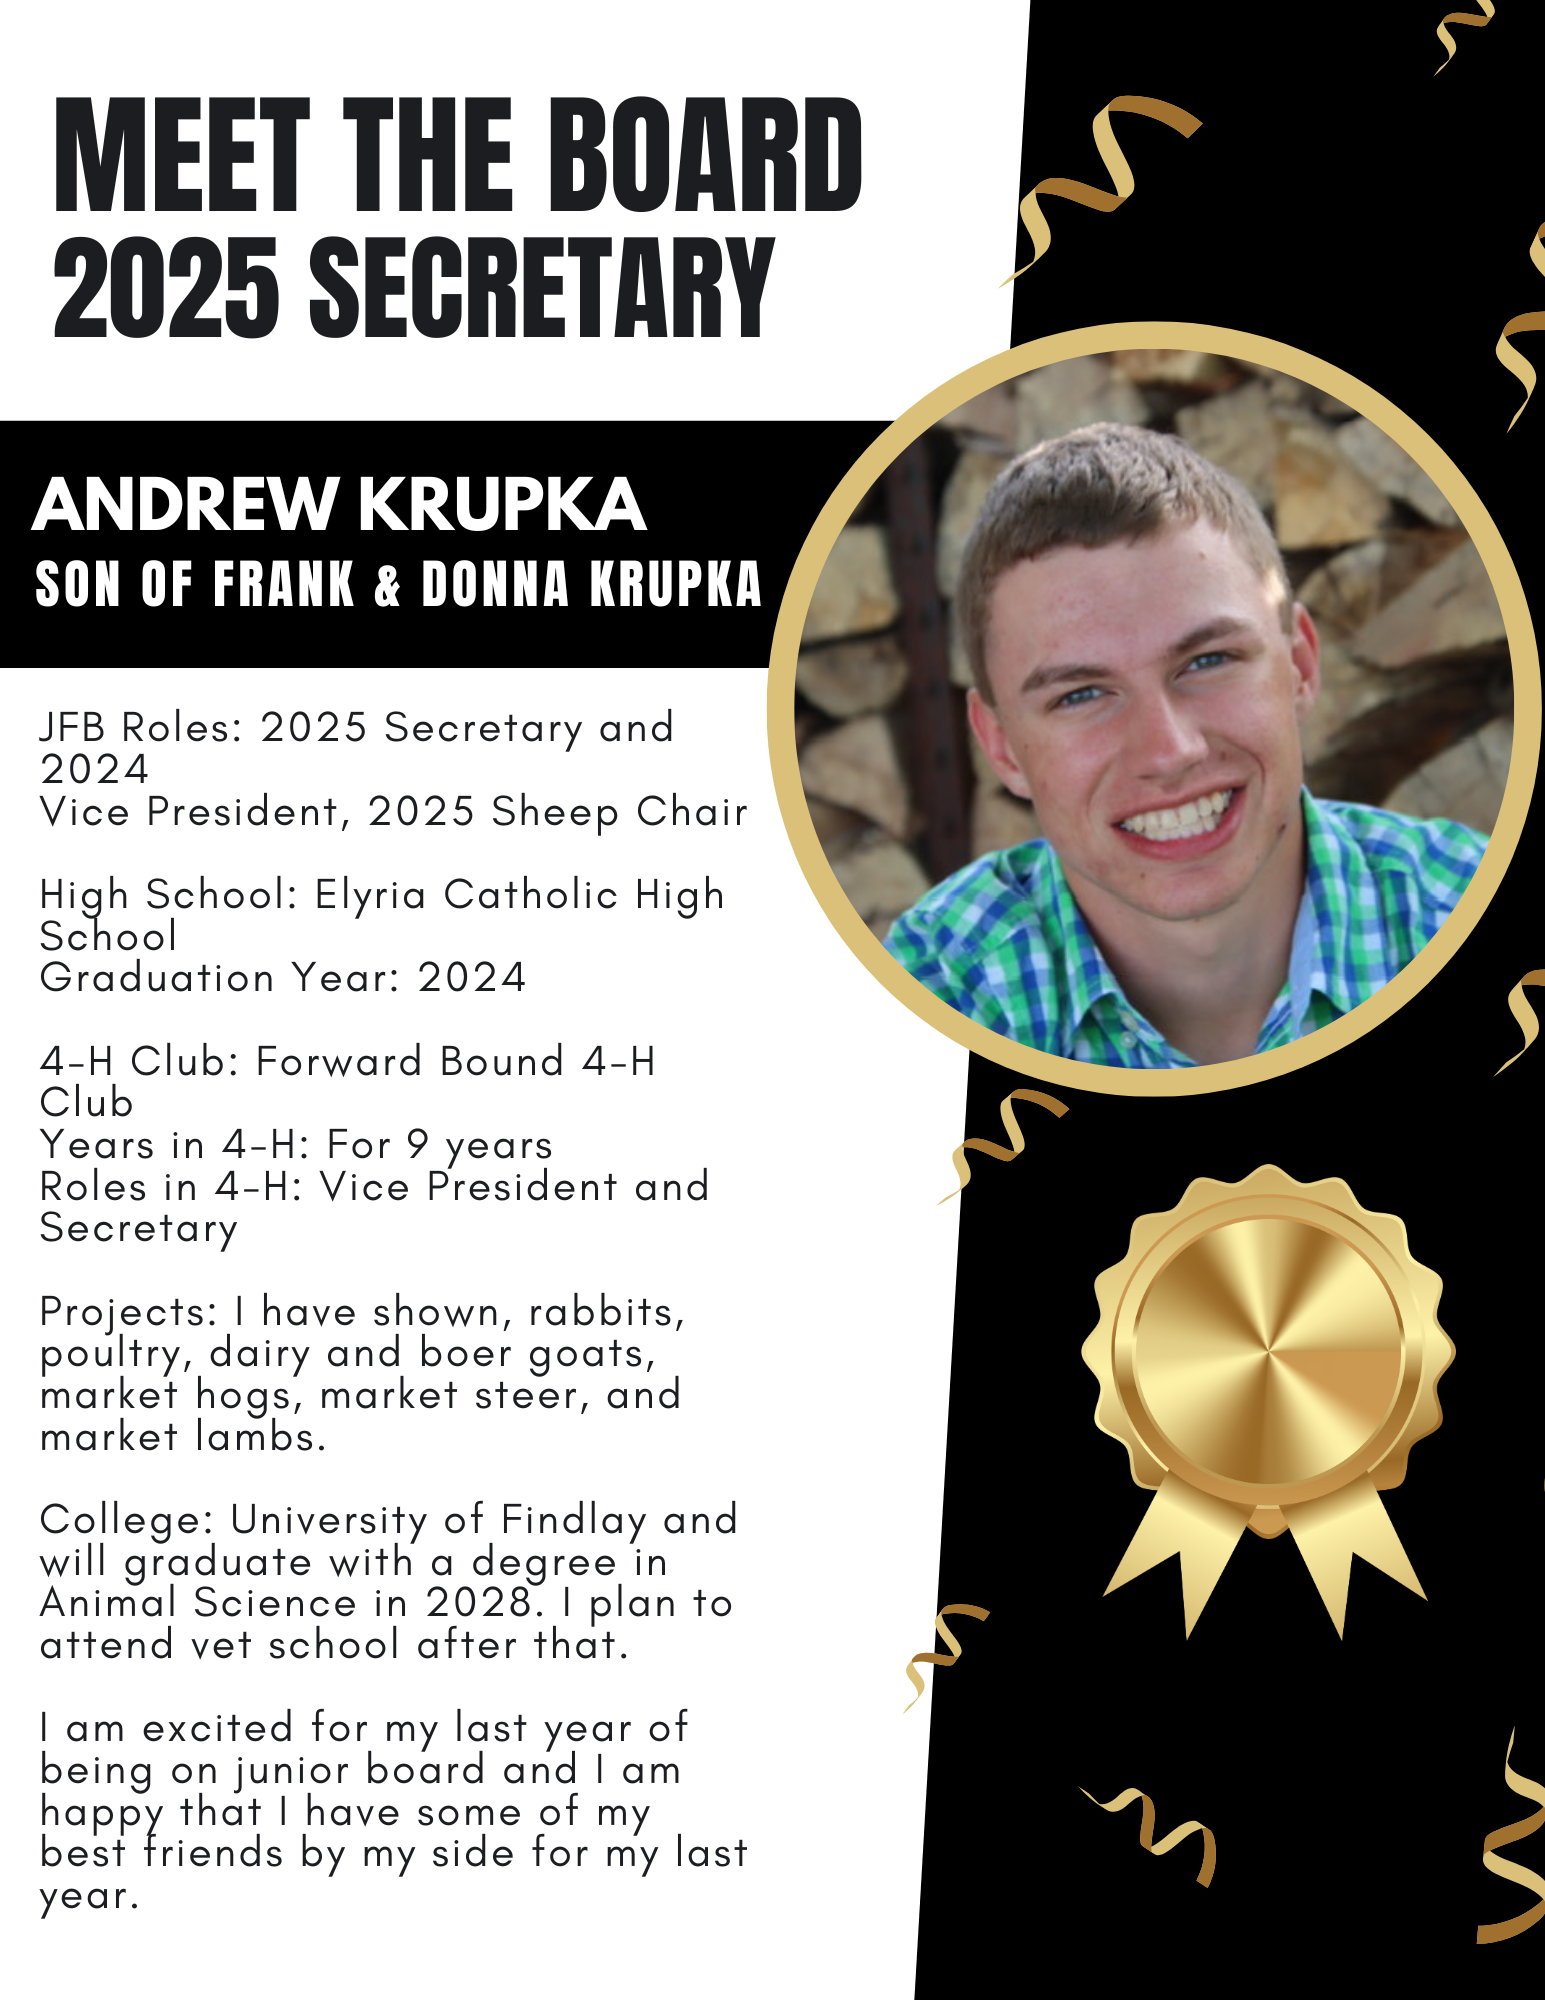 MEET THE BOARD
2025 SECRETARY
ANDREW KRUPKA
SON OF FRANK & DONNA KRUPKA
JFB Roles: 2025 Secretary and
2024
Vice President, 2025 Sheep Chair
High School: Elyria Catholic High
School
Graduation Year: 2024
4-H Club: Forward Bound 4-H
Club
Years in 4-H: For 9 years
Roles in 4-H: Vice President and
Secretary
Projects: I have shown, rabbits,
poultry, dairy and boer goats,
market hogs, market steer, and
market lambs.
College: University of Findlay and
will graduate with a degree in
Animal Science in 2028. I plan to
attend vet school after that.
I am excited for my last year of
being on junior board and I am
happy that I have some of my
best friends by my side for my last
year.